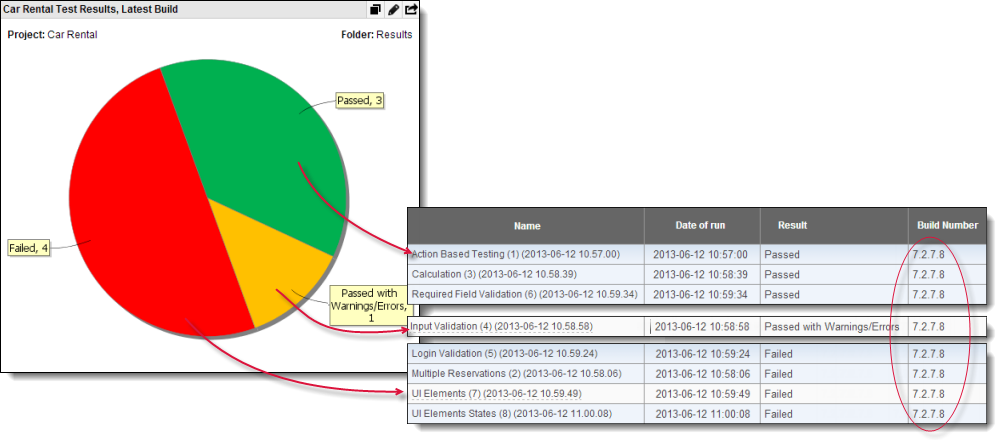 Car Rental Test Results, Latest Build
Project: Car Rental
Folder: Results
Passed, 3
Failed, 4
Passed with
Warnings/Errors,
1
Name Date of run Result Build Number
Action Based Testing (1) (2013-06-12 10.57.00) 2013-06-12 10:57:00 Passed 7.2.7.8
Calculation (3) (2013-06-12 10.58.39) 2013-06-12 10:58:39 Passed 7.2.7.8
Required Field Validation (6) (2013-06-12 10.59.34) 2013-06-12 10:59:34 Passed 7.2.7.8
Input Validation (4) (2013-06-12 10.58.58) 2013-06-12 10:58:58 Passed with Warnings/Errors 7.2.7.8
Login Validation (5) (2013-06-12 10.59.24) 2013-06-12 10:59:24 Failed 7.2.7.8
Multiple Reservations (2) (2013-06-12 10.58.06) 2013-06-12 10:58:06 Failed 7.2.7.8
UI Elements (7) (2013-06-12 10.59.49) 2013-06-12 10:59:49 Failed 7.2.7.8
UI Elements States (8) (2013-06-12 11.00.08) 2013-06-12 11:00:08 Failed 7.2.7.8